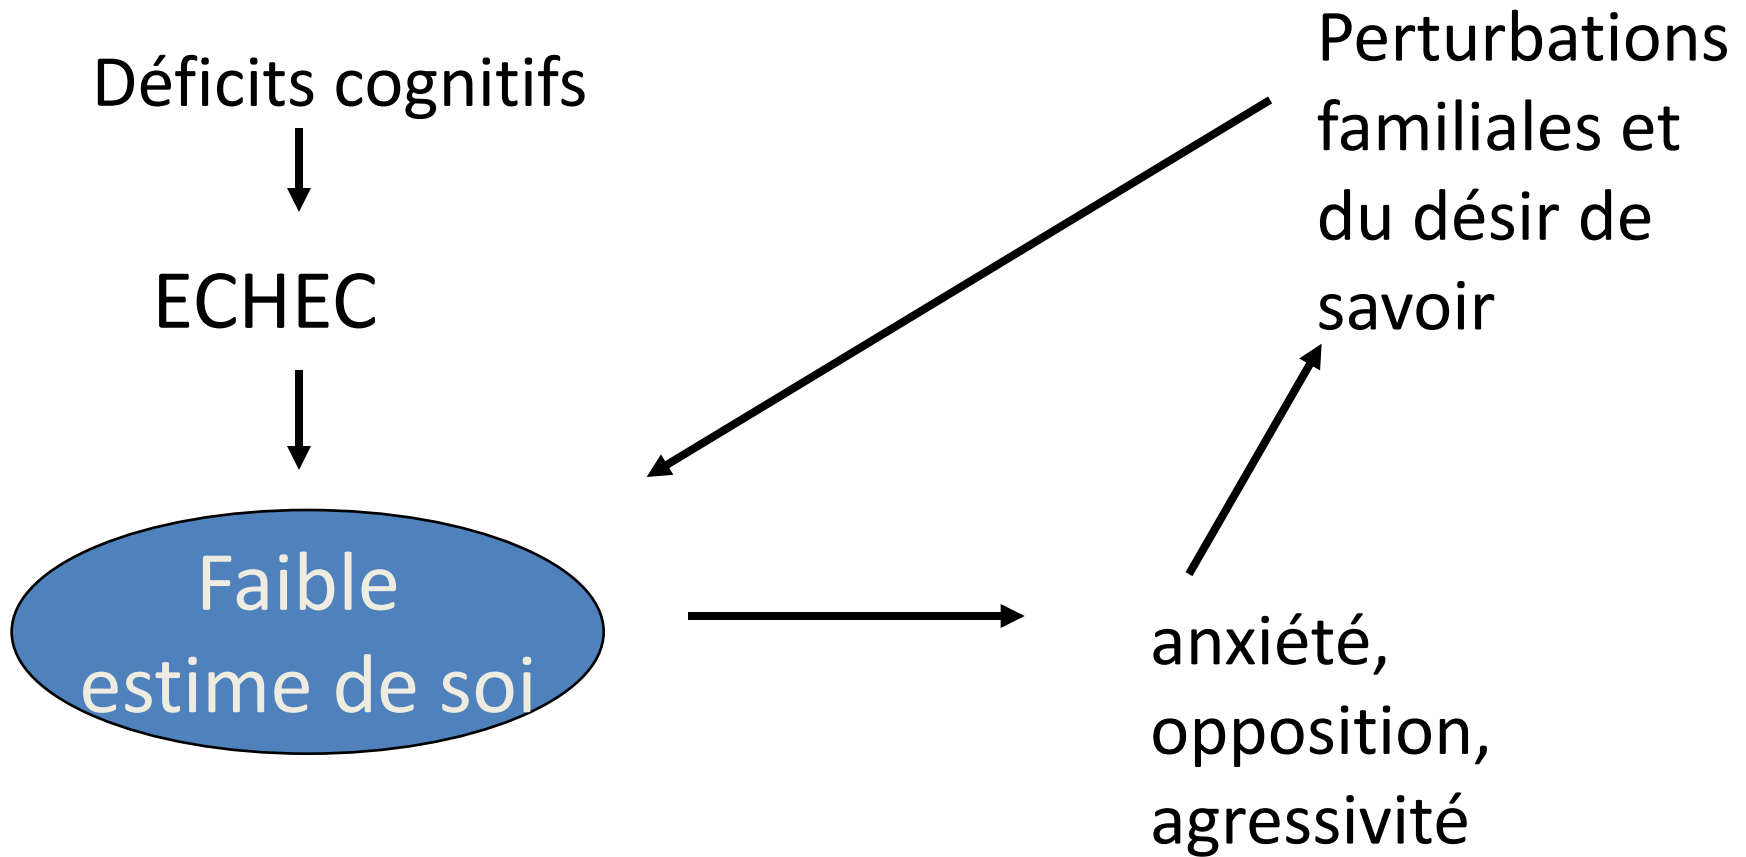 Déficits cognitifs
ECHEC
Faible
estime de soi
Perturbations
familiales et
du désir de
savoir
anxiété,
opposition,
agressivité